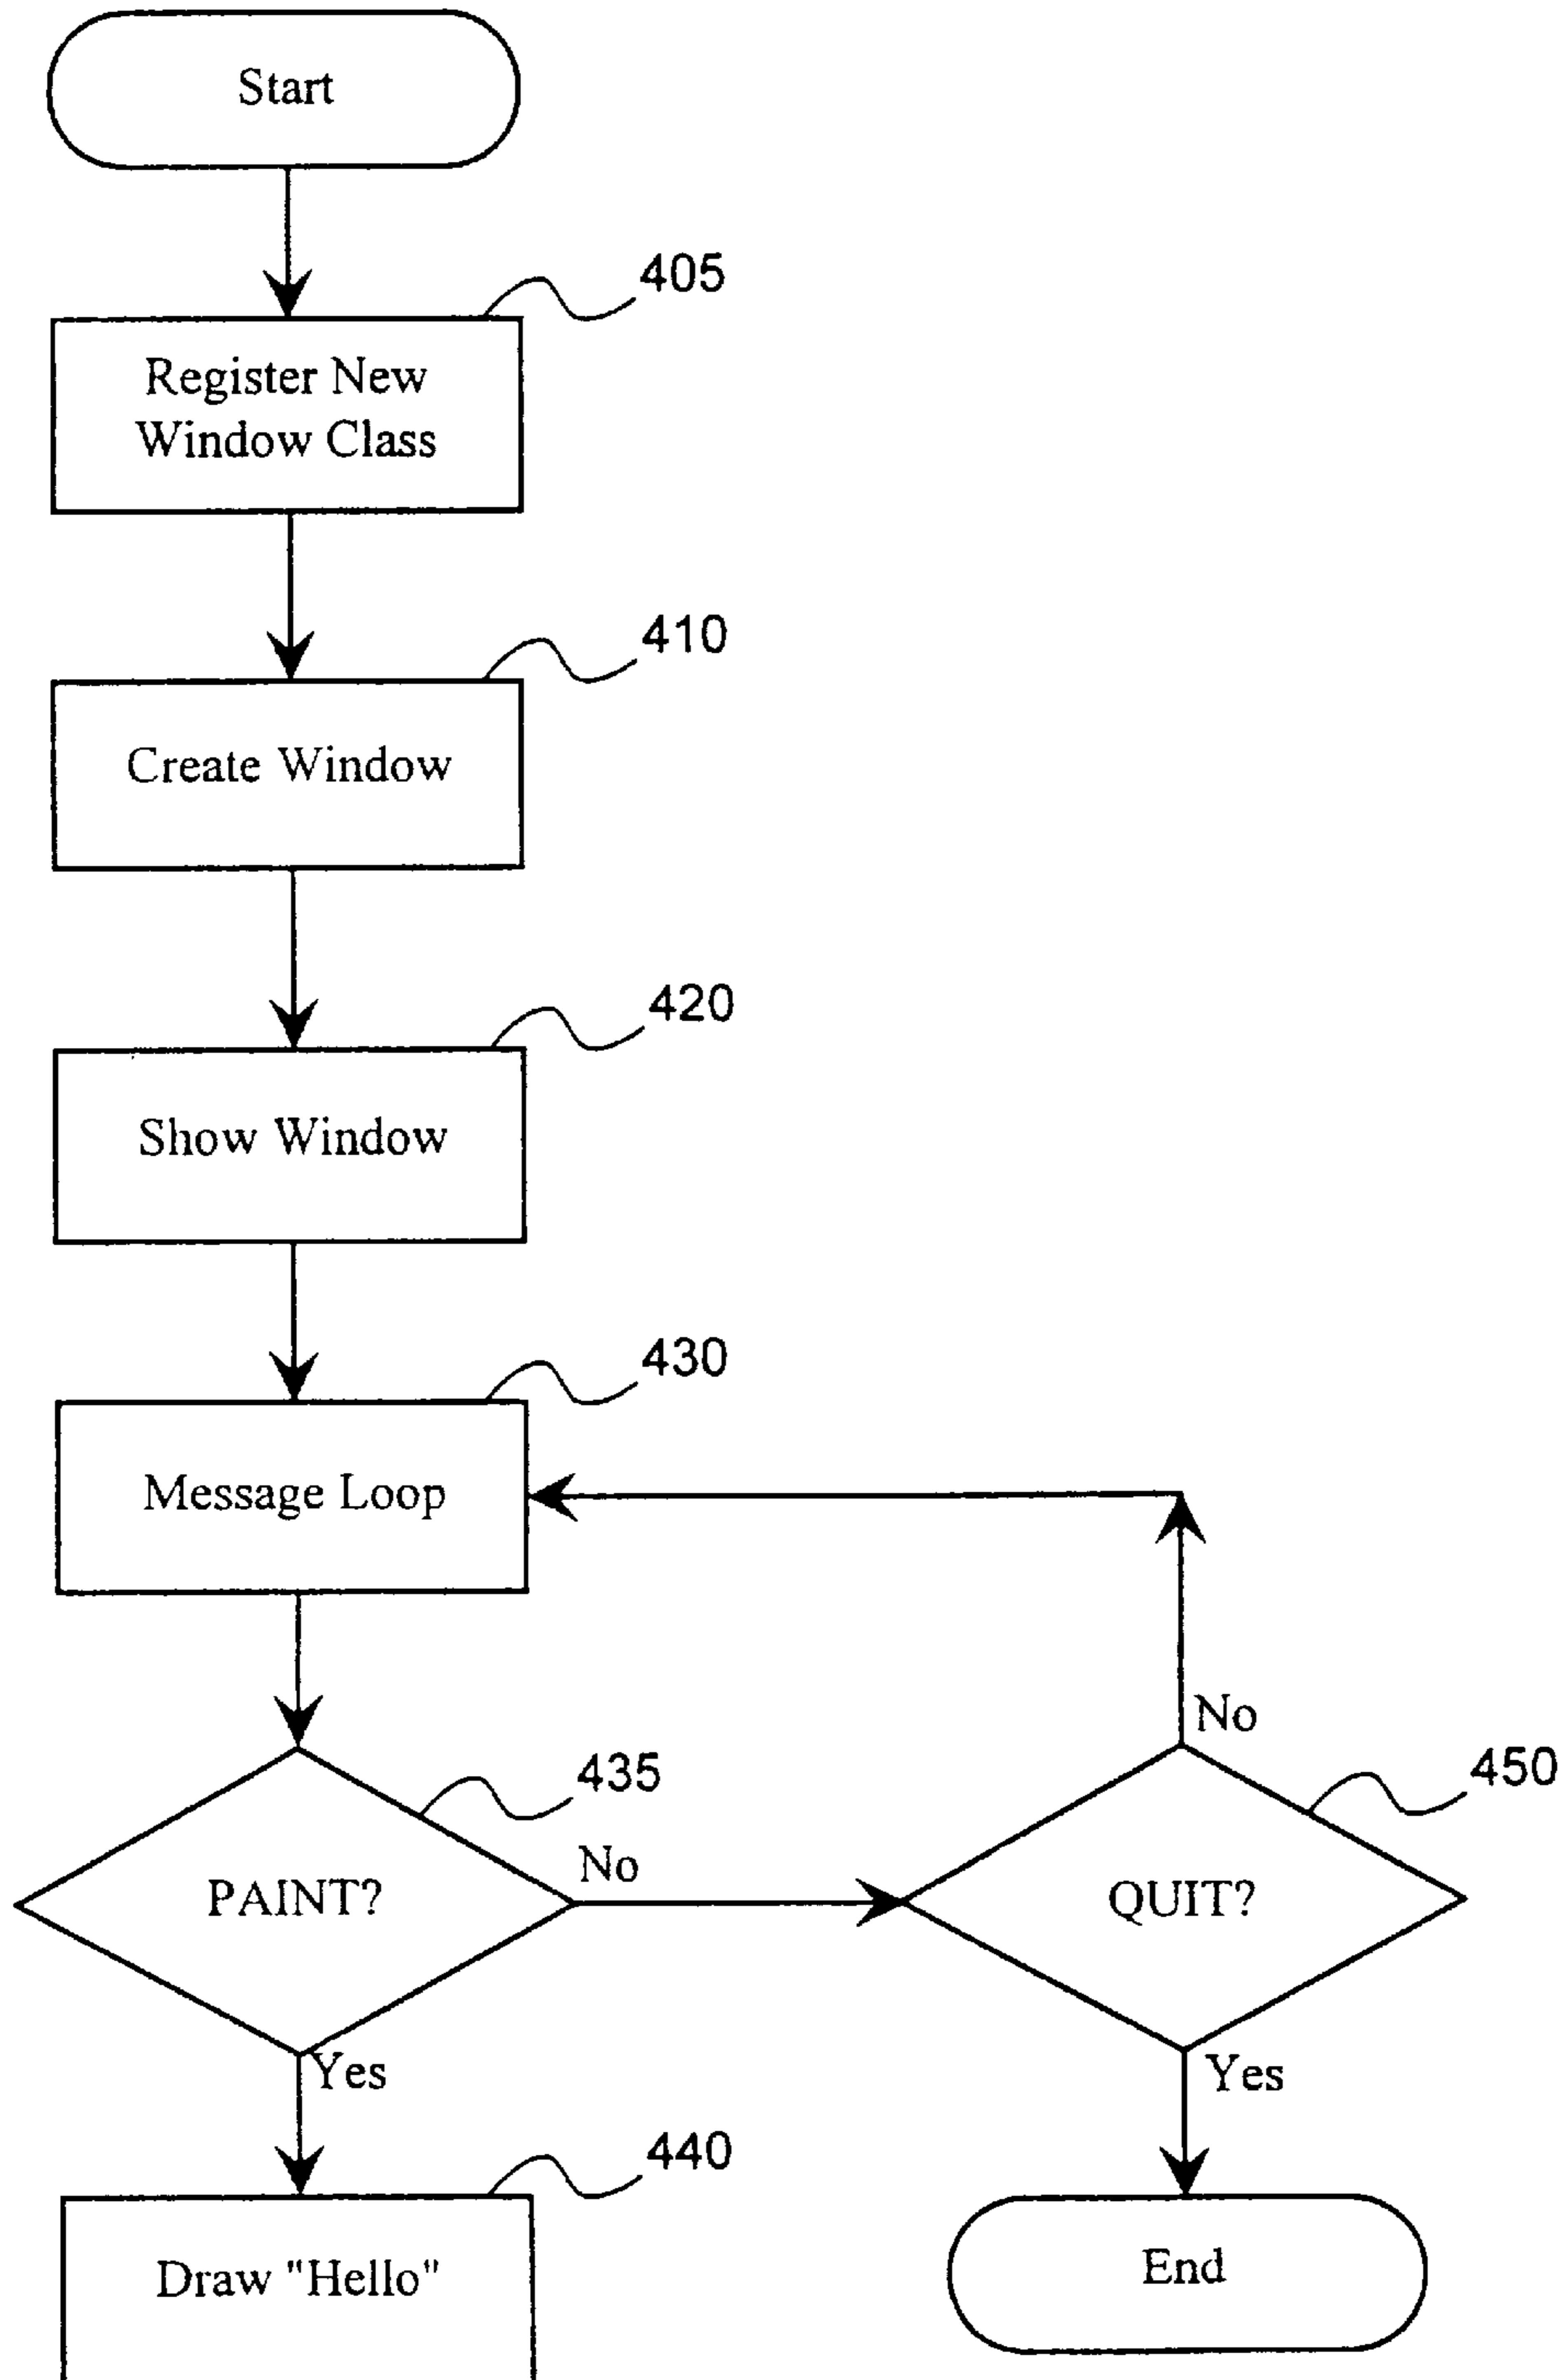 Start
405
Register New
Window Class
410
Create Window
420
Show Window
430
Message Loop
No
435
450
No
PAINT?
QUIT?
Yes
Yes
440
Draw "Hello"
End